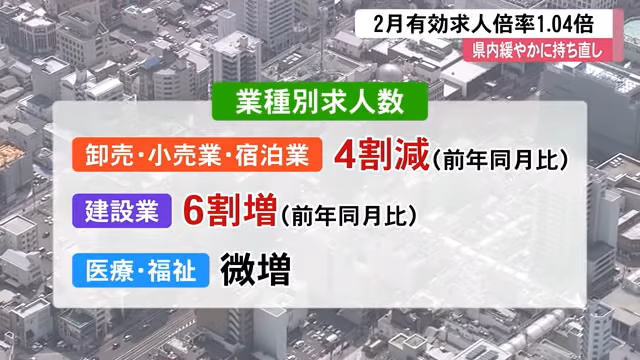 2月有効求人倍率1.04倍
県内緩やかに持ち直し
業種別求人数
卸売・小売業・宿泊業 4割減(前年同月比)
建設業 6割増(前年同月比)
医療・福祉 微増